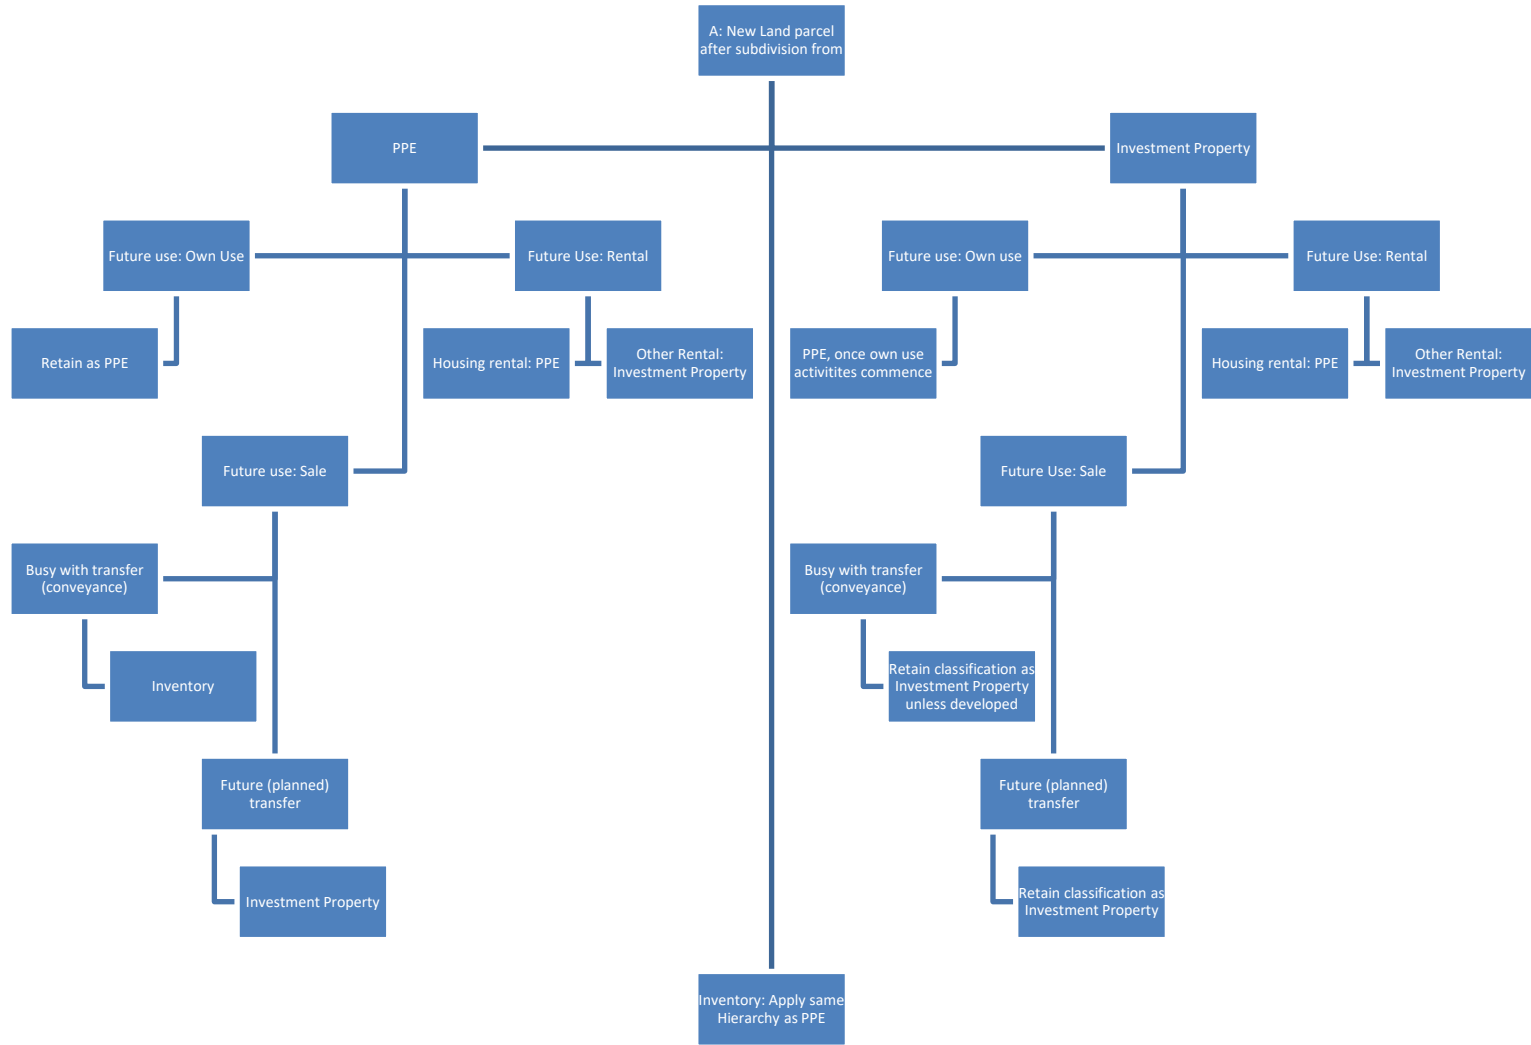 A: New Land parcel
after subdivision from
PPE
Investment Property
Future use: Own Use
Future Use: Rental
Future use: Own use
Future Use: Rental
Retain as PPE
Housing rental: PPE
Other Rental:
Investment Property
PPE, once own use
activitites commence
Housing rental: PPE
Other Rental:
Investment Property
Future use: Sale
Future Use: Sale
Busy with transfer
(conveyance)
Busy with transfer
(conveyance)
Inventory
Retain classification as
Investment Property
unless developed
Future (planned)
transfer
Future (planned)
transfer
Investment Property
Retain classification as
Investment Property
Inventory: Apply same
Hierarchy as PPE